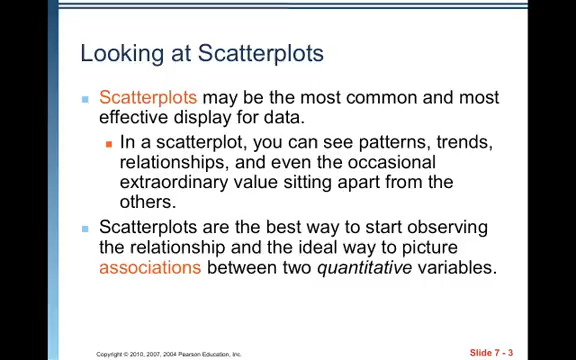 Looking at Scatterplots
Scatterplots may be the most common and most
effective display for data.
In a scatterplot, you can see patterns, trends,
relationships, and even the occasional
extraordinary value sitting apart from the
others.
Scatterplots are the best way to start observing
the relationship and the ideal way to picture
associations between two quantitative variables.
Copyright © 2010, 2007, 2004 Pearson Education, Inc.
Slide 7 - 3